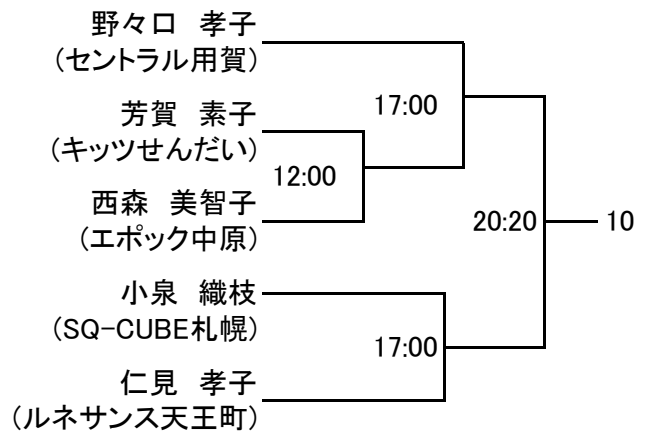 野々口　孝子
(セントラル用賀)
17:00
芳賀　素子
(キッツせんだい)
12:00
西森　美智子
(エポック中原)
20:20
10
小泉　織枝
(SQ-CUBE札幌)
17:00
仁見　孝子
(ルネサンス天王町)